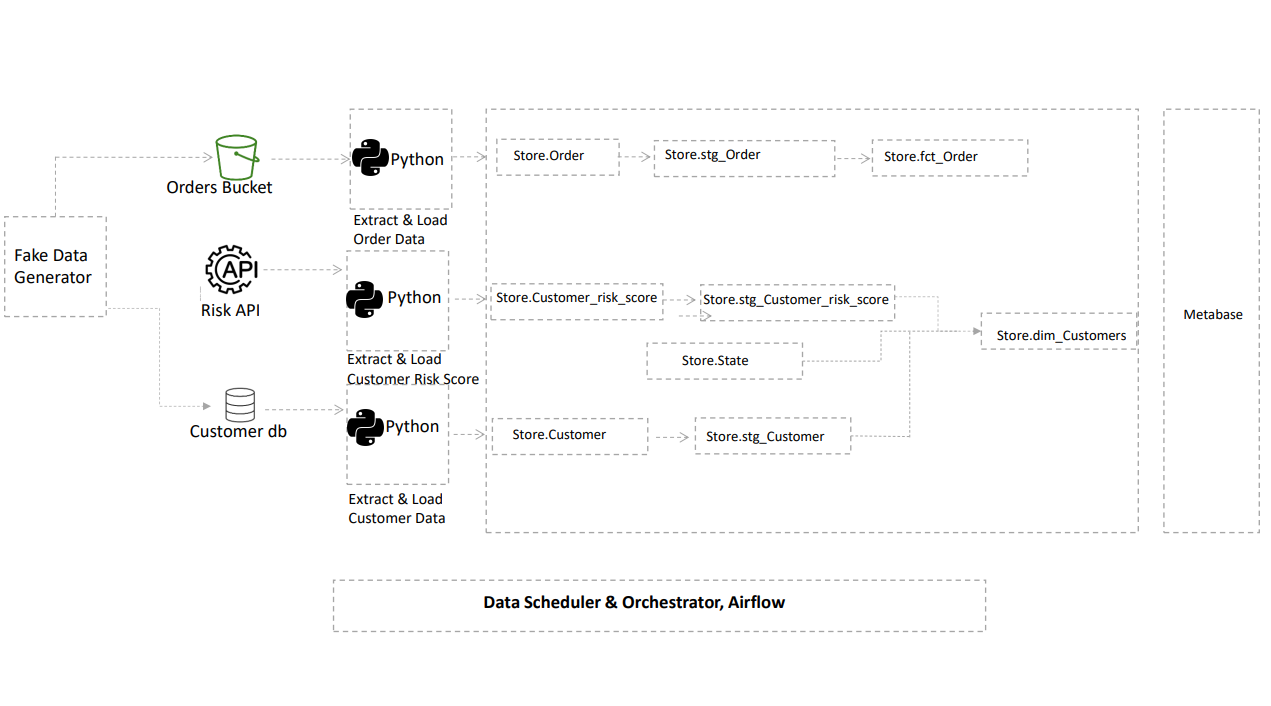 Python
Orders Bucket
Extract & Load
Order Data
Store.Order
Store.stg_Order
Store.fct_Order
Fake Data
Generator
API
Risk API
Python
Extract & Load
Customer Risk Score
Store.Customer_risk_score
Store.stg_Customer_risk_score
Store.State
Store.dim_Customers
Metabase
Customer db
Python
Extract & Load
Customer Data
Store.Customer
Store.stg_Customer
Data Scheduler & Orchestrator, Airflow